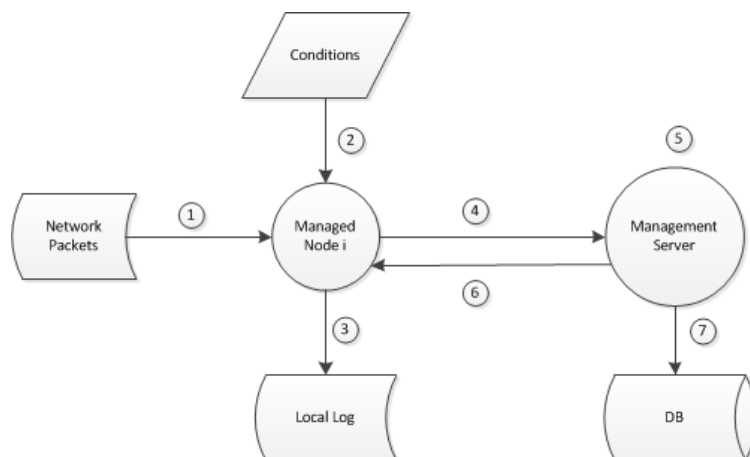 Conditions
2
5
1
Network
Packets
Managed
Node i
4
Management
Server
6
3
7
Local Log
DB